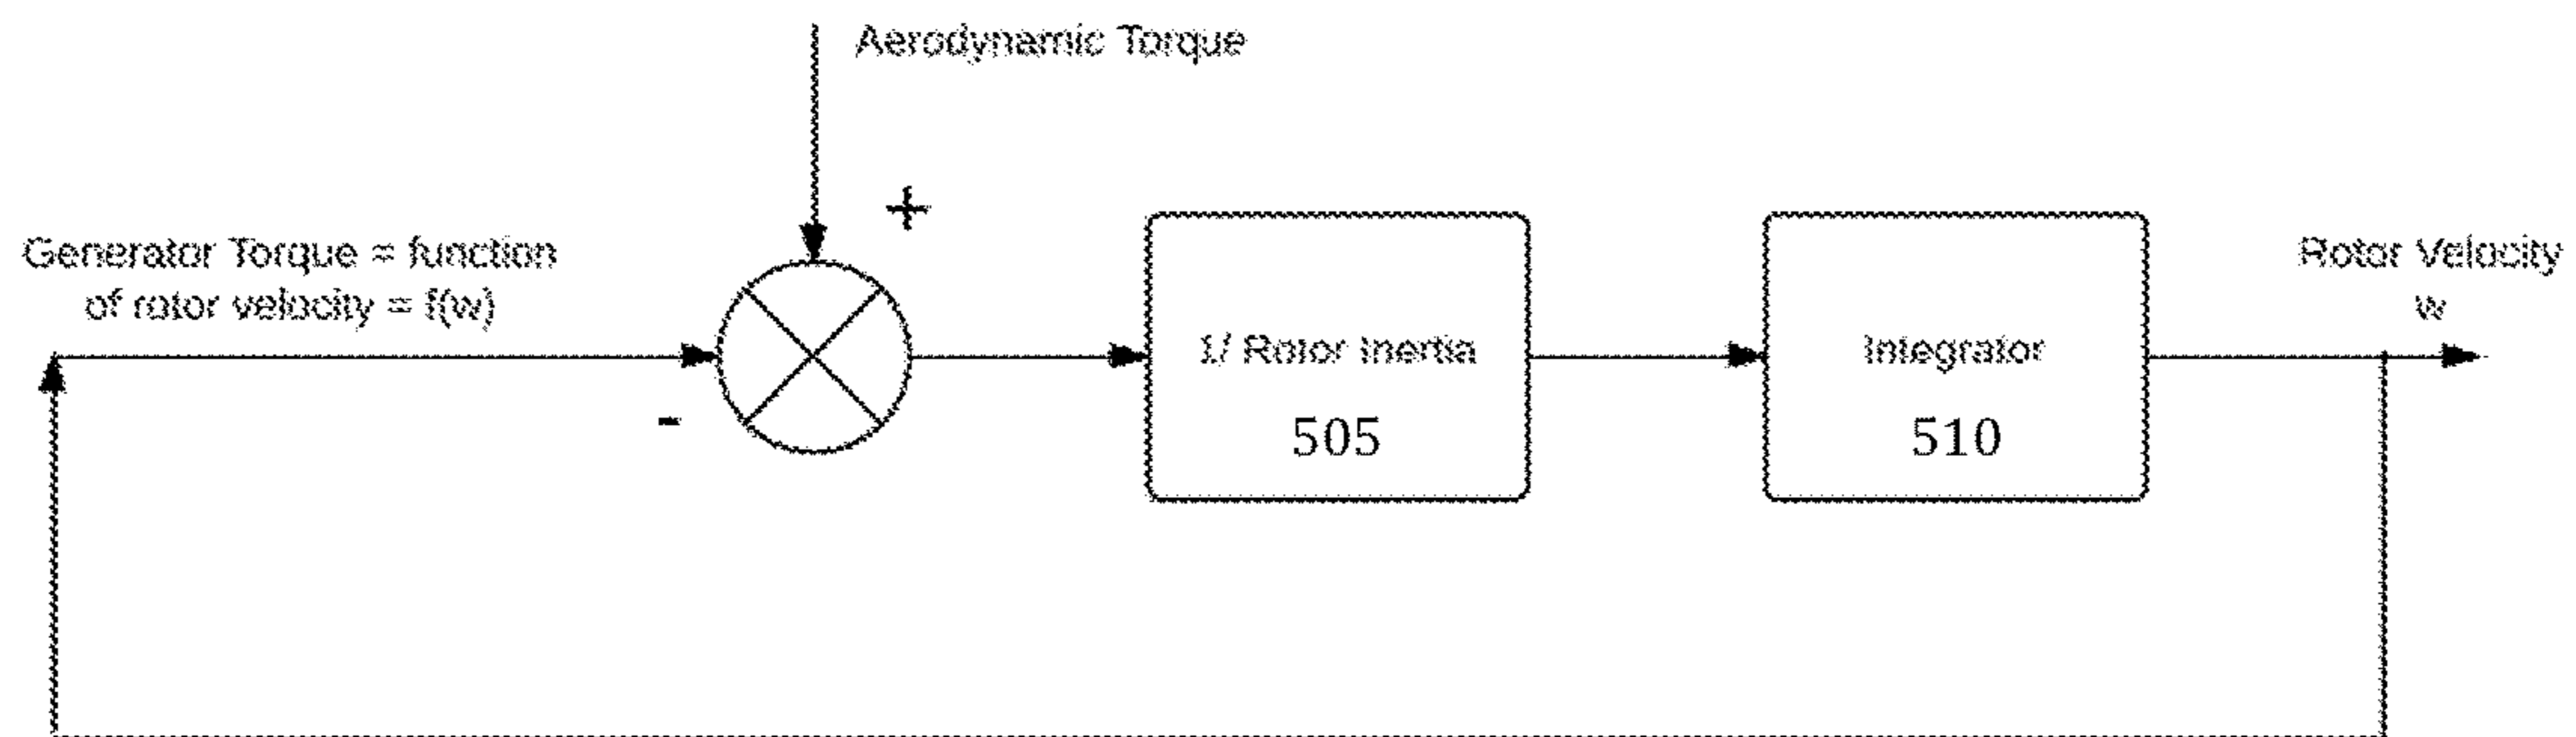 Aerodynamic Torque
+
Generator Torque = function
of rotor velocity = f(w)
-
1/ Rotor Inertia
505
Integrator
510
Rotor Velocity
w